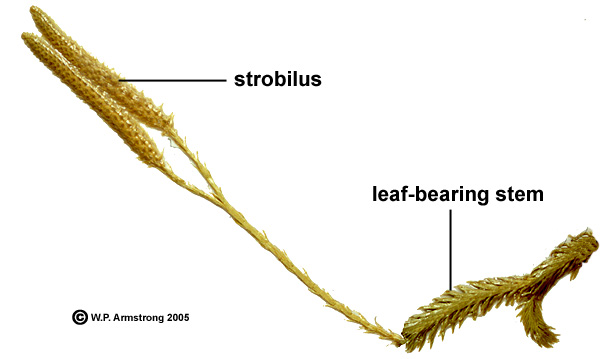 strobilus
leaf-bearing stem
© W.P. Armstrong 2005